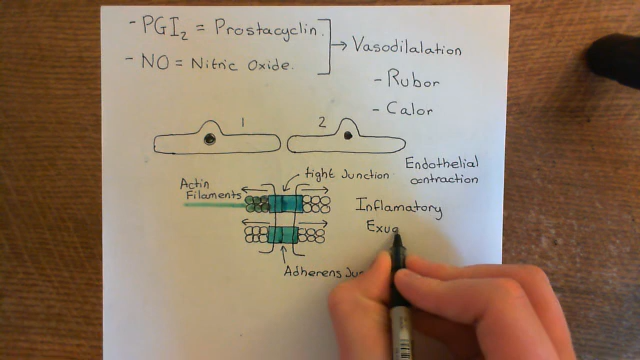 - PGI₂ = Prostacyclin.
- NO = Nitric Oxide.
→ Vasodilalation
- Rubor
- Calor
1
2
Endothelial
contraction
tight Junction
Actin
Filaments
Inflamatory
Exud
Adherens Ju